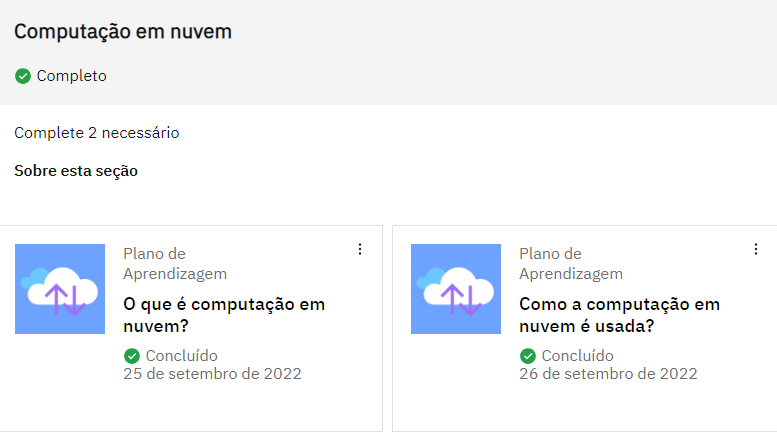 Computação em nuvem
Completo
Complete 2 necessário
Sobre esta seção
Plano de
Aprendizagem
O que é computação em
nuvem?
Concluído
25 de setembro de 2022
Plano de
Aprendizagem
Como a computação em
nuvem é usada?
Concluído
26 de setembro de 2022